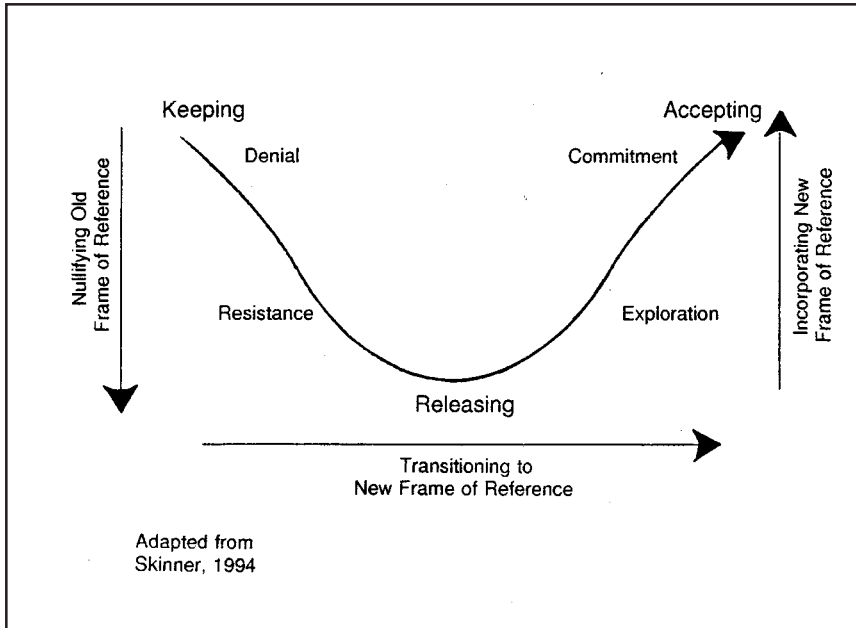 Keeping
Accepting
Denial
Commitment
Nullifying Old
Frame of Reference
Incorporating New
Frame of Reference
Resistance
Exploration
Releasing
Transitioning to
New Frame of Reference
Adapted from
Skinner, 1994